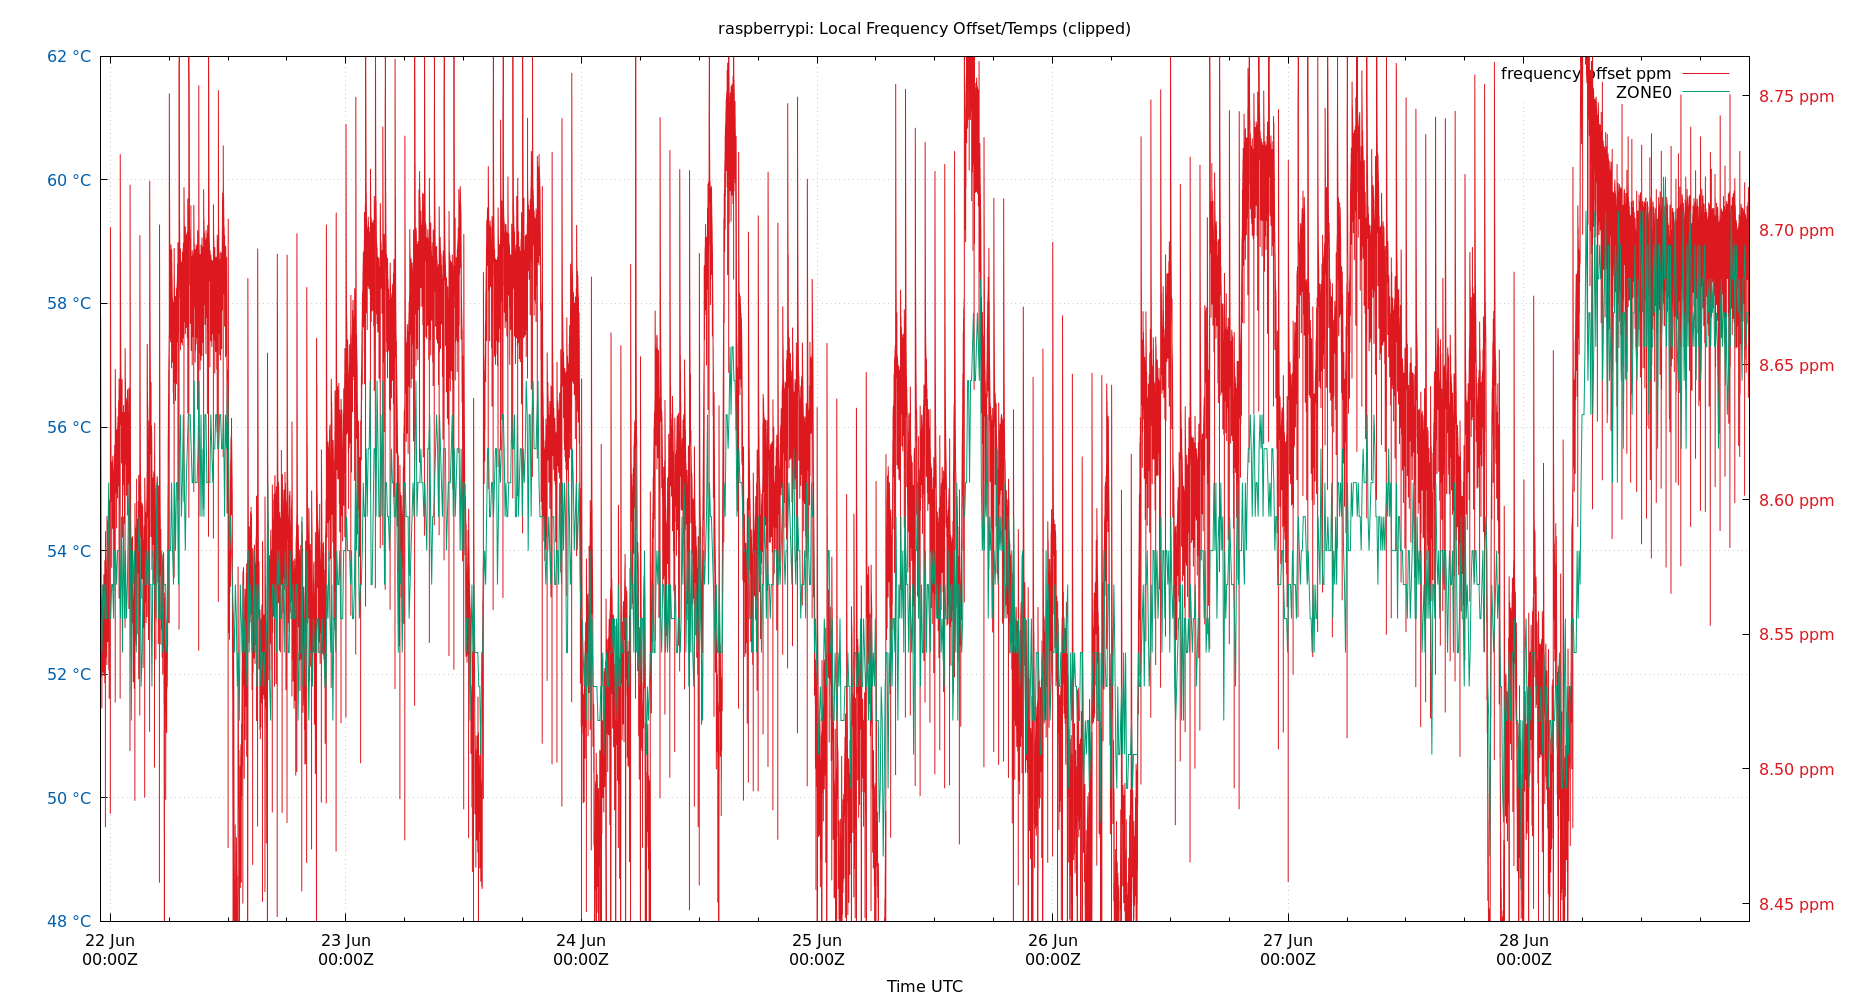 raspberrypi: Local Frequency Offset/Temps (clipped)
62 °C
60 °C
58 °C
56 °C
54 °C
52 °C
50 °C
48 °C
frequency offset ppm
ZONE0
8.75 ppm
8.70 ppm
8.65 ppm
8.60 ppm
8.55 ppm
8.50 ppm
8.45 ppm
22 Jun
00:00Z
23 Jun
00:00Z
24 Jun
00:00Z
25 Jun
00:00Z
26 Jun
00:00Z
27 Jun
00:00Z
28 Jun
00:00Z
Time UTC